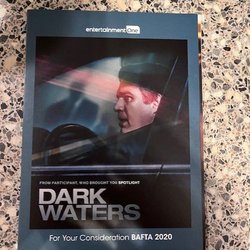 entertainment One
FROM PARTICIPANT, WHO BROUGHT YOU SPOTLIGHT
DARK
WATERS
For Your Consideration BAFTA 2020